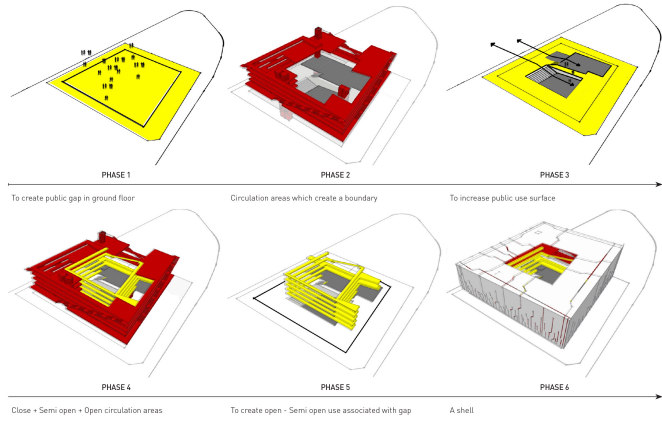 PHASE 1
PHASE 2
PHASE 3
To create public gap in ground floor
Circulation areas which create a boundary
To increase public use surface
PHASE 4
PHASE 5
PHASE 6
Close + Semi open + Open circulation areas
To create open - Semi open use associated with gap
A shell